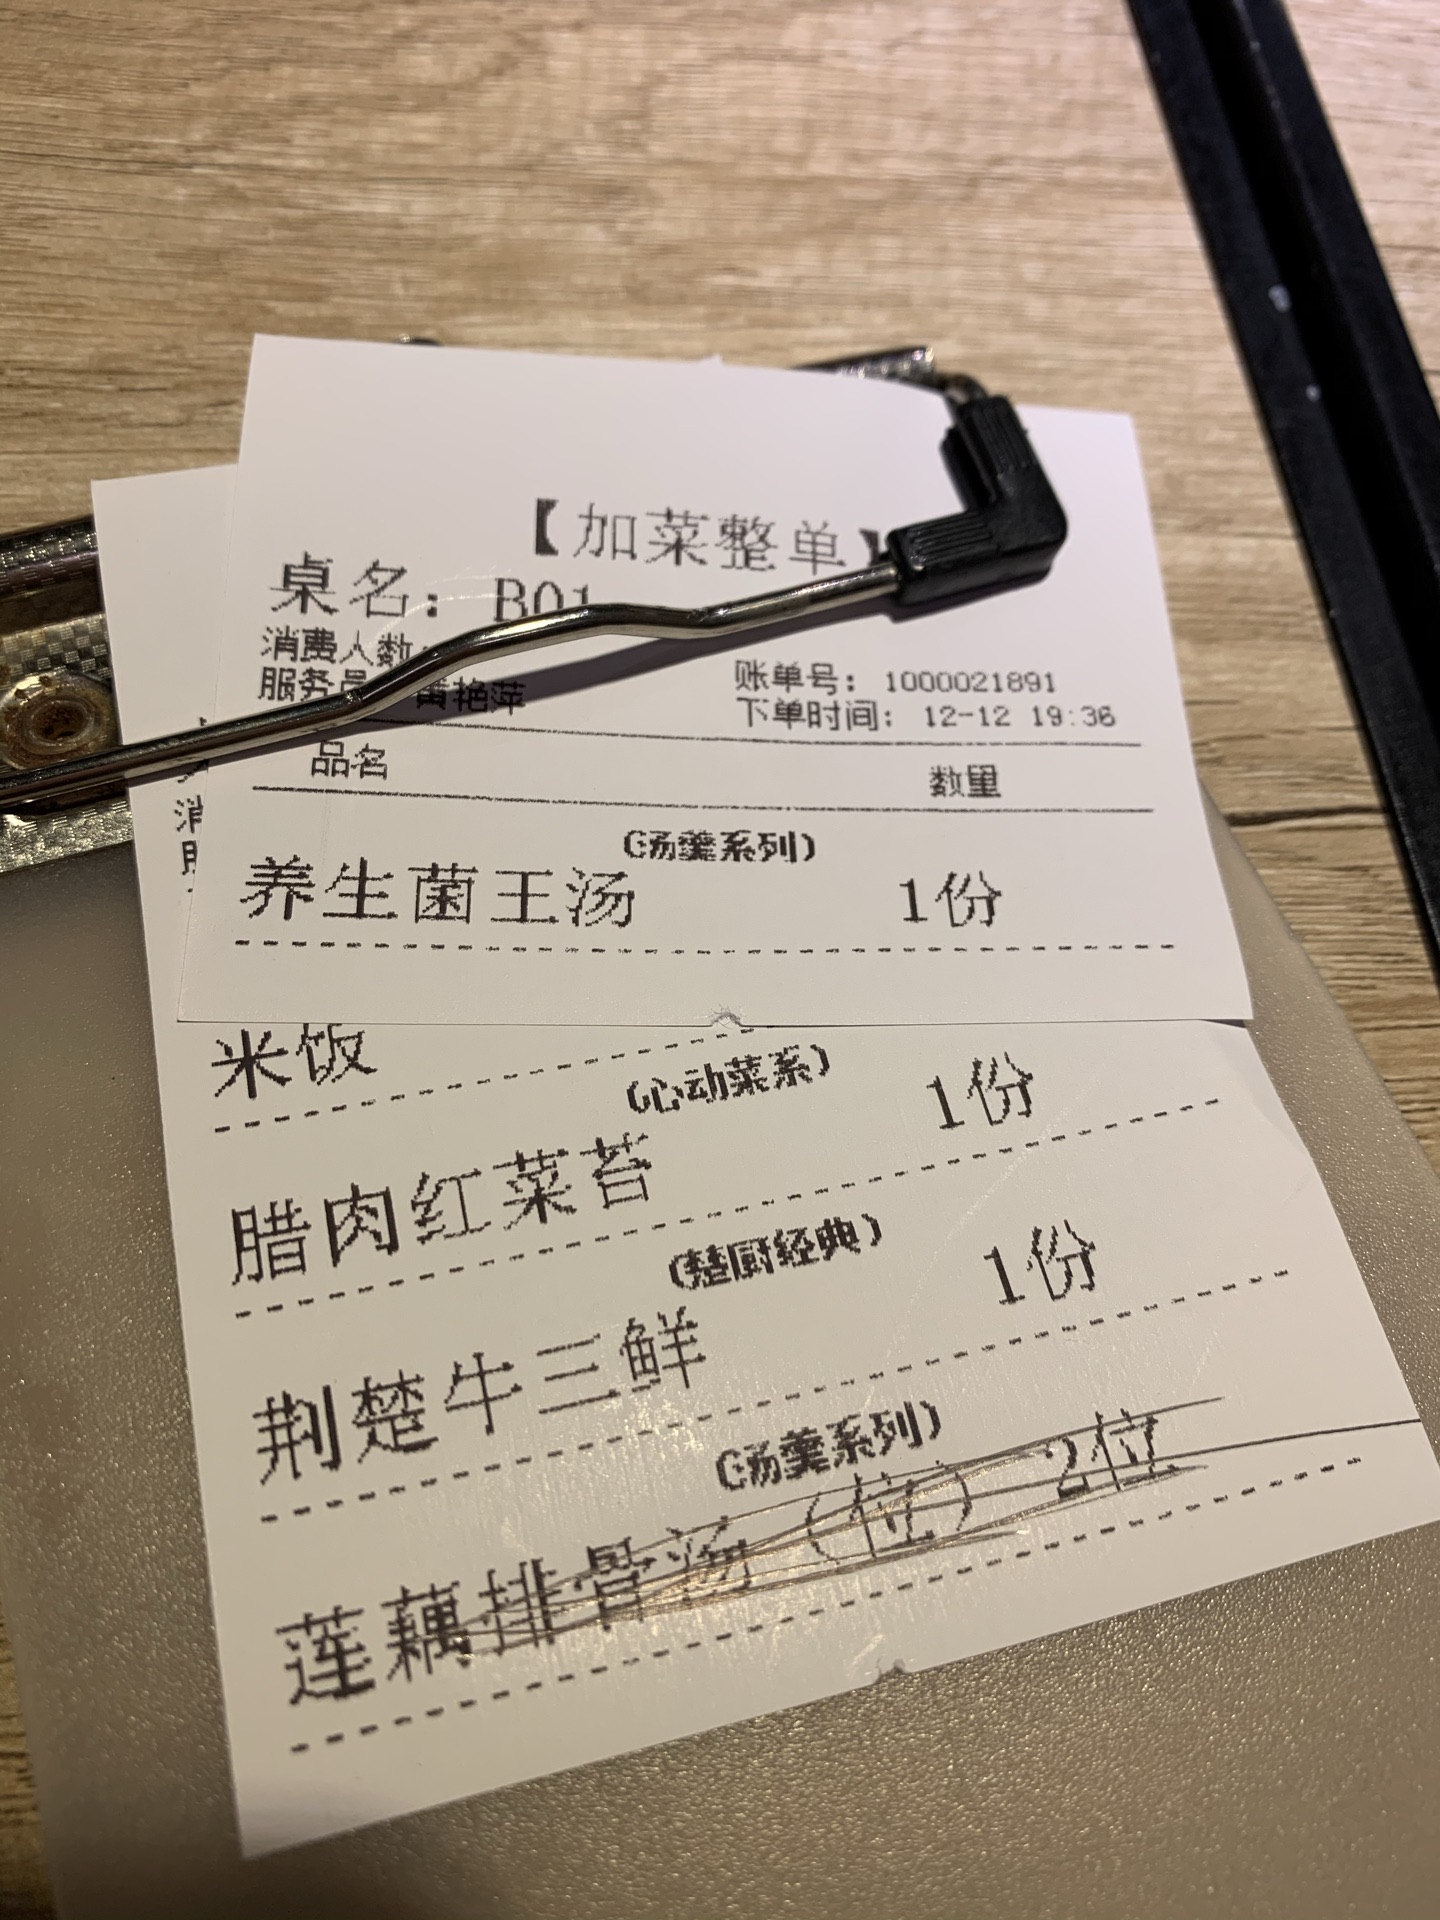 【加菜整单】
桌名: B01
消费人数:
服务员 黄艳萍
账单号: 1000021891
下单时间: 12-12 19:36
品名 数量
(汤羹系列)
养生菌王汤 1份
消
米饭
(心动菜系)
腊肉红菜苔 1份
(楚厨经典)
荆楚牛三鲜 1份
(汤羹系列)
莲藕排骨汤(位) 2位